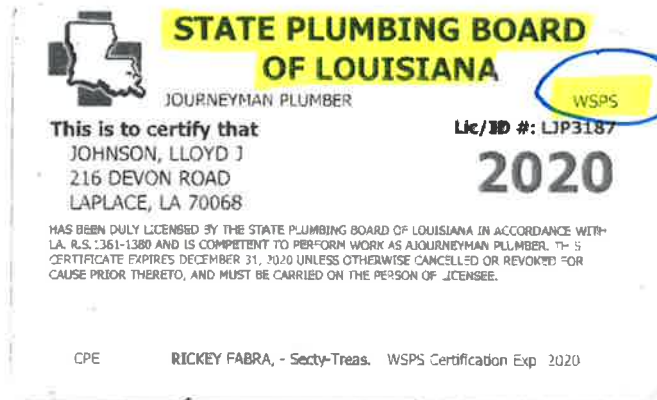 STATE PLUMBING BOARD
OF LOUISIANA
JOURNEYMAN PLUMBER WSPS
This is to certify that Lic/ID #: LJP3187
JOHNSON, LLOYD J
216 DEVON ROAD
LAPLACE, LA 70068
2020
HAS BEEN DULY LICENSED BY THE STATE PLUMBING BOARD OF LOUISIANA IN ACCORDANCE WITH
LA. R.S. 1361-1380 AND IS COMPETENT TO PERFORM WORK AS AJOURNEYMAN PLUMBER. THIS
CERTIFICATE EXPIRES DECEMBER 31, 2020 UNLESS OTHERWISE CANCELLED OR REVOKED FOR
CAUSE PRIOR THERETO, AND MUST BE CARRIED ON THE PERSON OF LICENSEE.
CPE RICKEY FABRA, - Secty-Treas. WSPS Certification Exp 2020